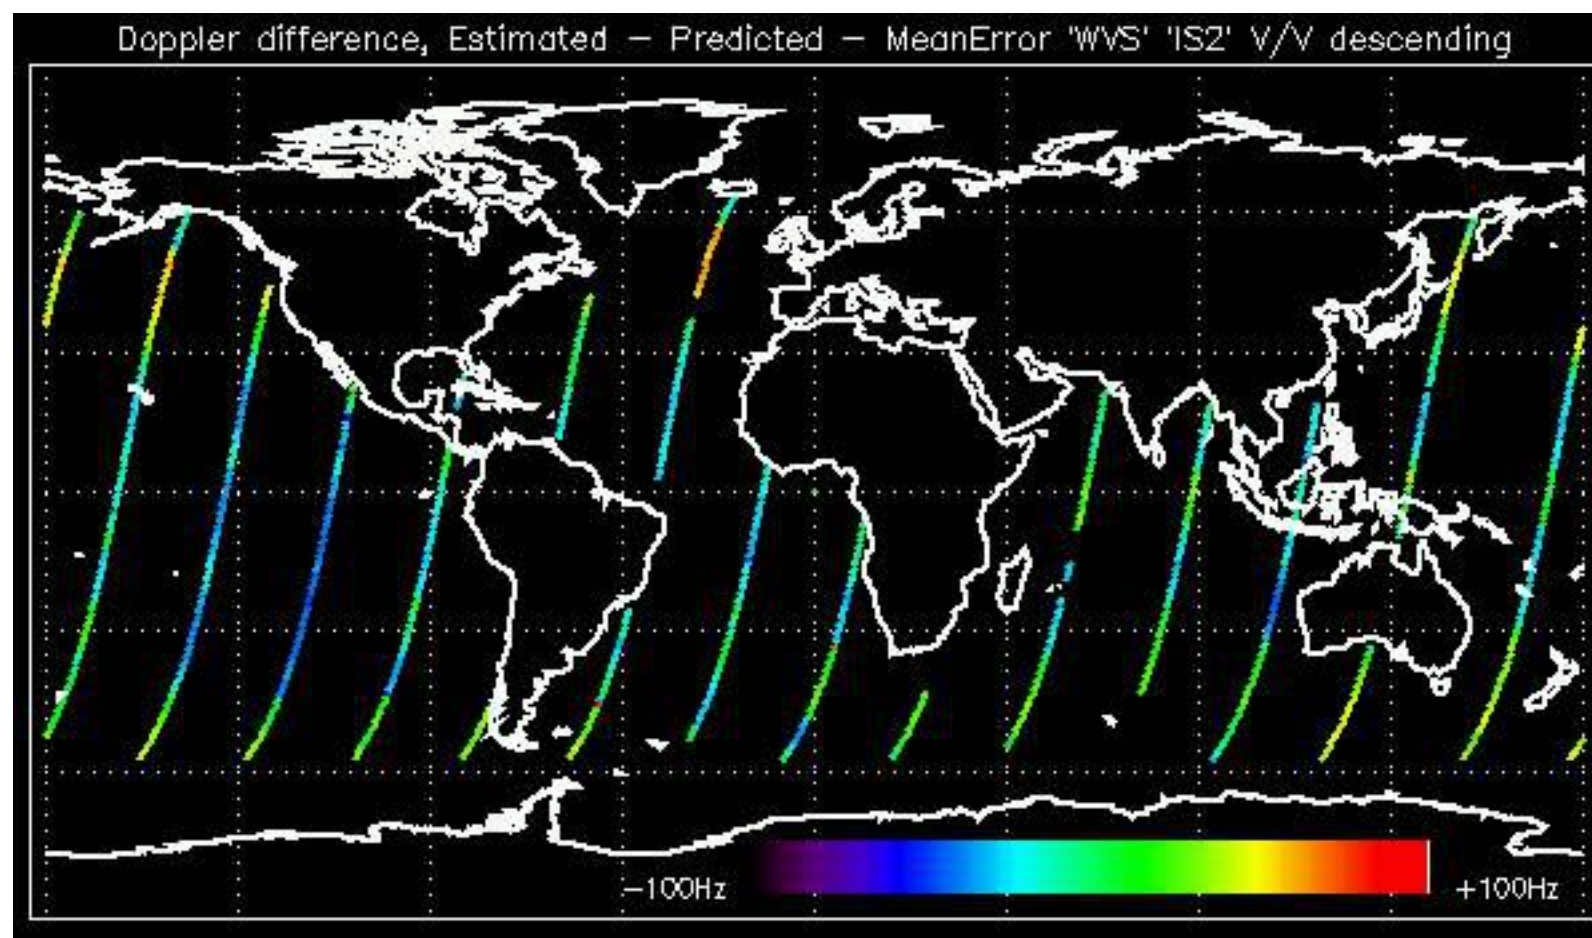 Doppler difference, Estimated − Predicted − MeanError 'WVS' 'IS2' V/V descending
−100Hz
+100Hz